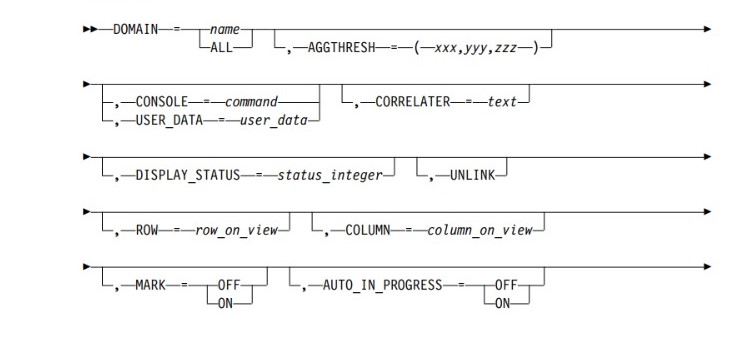 DOMAIN = name
ALL
, AGGTHRESH = ( xxx,yyy,zzz )
, CONSOLE = command
, USER_DATA = user_data
, CORRELATER = text
, DISPLAY_STATUS = status_integer , UNLINK
, ROW = row_on_view , COLUMN = column_on_view
, MARK = OFF
ON
, AUTO_IN_PROGRESS = OFF
ON